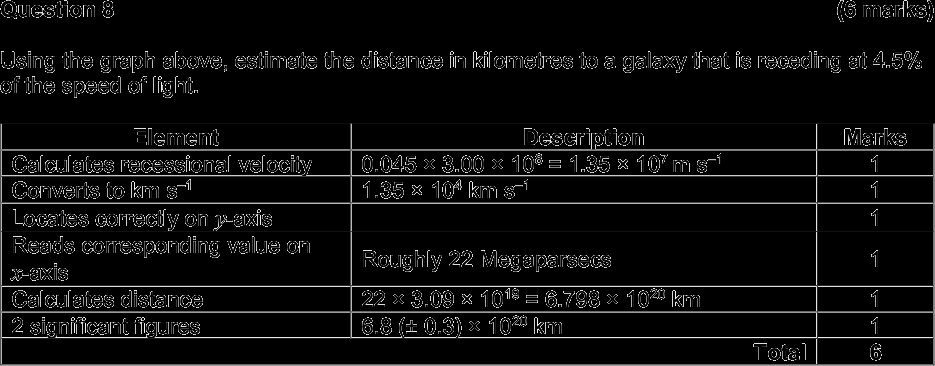 Question 8 (6 marks)
Using the graph above, estimate the distance in kilometres to a galaxy that is receding at 4.5%
of the speed of light.
Element Description Marks
Calculates recessional velocity 0.045 × 3.00 × 10⁸ = 1.35 × 10⁷ m s⁻¹ 1
Converts to km s⁻¹ 1.35 × 10⁴ km s⁻¹ 1
Locates correctly on y-axis 1
Reads corresponding value on
x-axis Roughly 22 Megaparsecs 1
Calculates distance 22 × 3.09 × 10¹⁹ = 6.798 × 10²⁰ km 1
2 significant figures 6.8 (± 0.3) × 10²⁰ km 1
Total 6